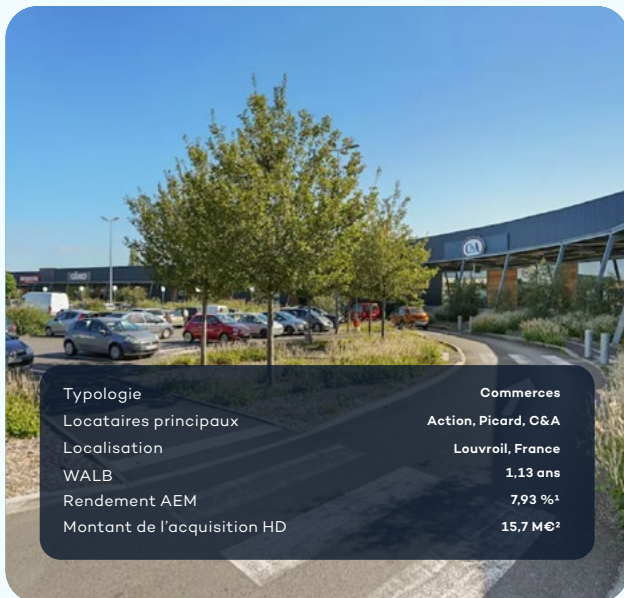 GÉMO
C&A
Typologie Commerces
Locataires principaux Action, Picard, C&A
Localisation Louvroil, France
WALB 1,13 ans
Rendement AEM 7,93 %¹
Montant de l’acquisition HD 15,7 M€²